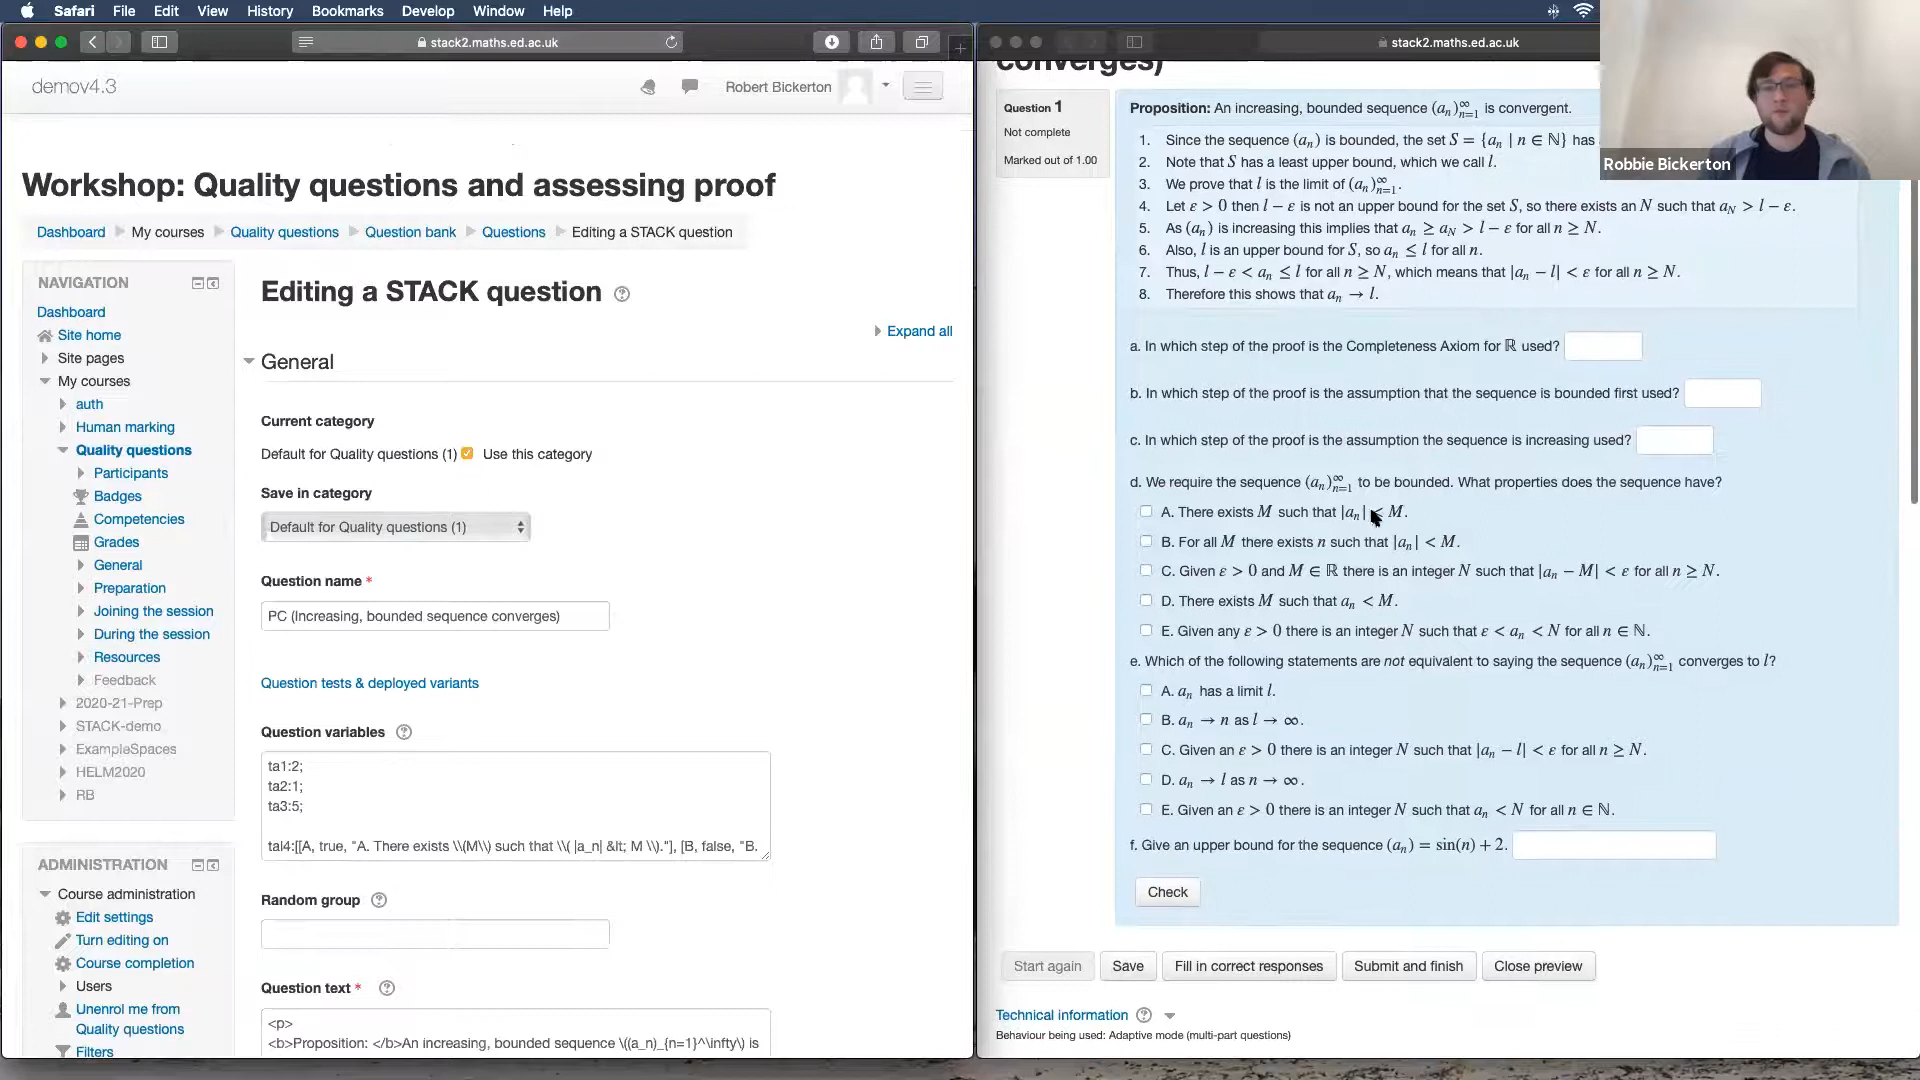 Safari File Edit View History Bookmarks Develop Window Help
stack2.maths.ed.ac.uk
demov4.3
Robert Bickerton
Workshop: Quality questions and assessing proof
Dashboard My courses Quality questions Question bank Questions Editing a STACK question
NAVIGATION
Dashboard
Site home
Site pages
My courses
auth
Human marking
Quality questions
Participants
Badges
Competencies
Grades
General
Preparation
Joining the session
During the session
Resources
Feedback
2020-21-Prep
STACK-demo
ExampleSpaces
HELM2020
RB
ADMINISTRATION
Course administration
Edit settings
Turn editing on
Course completion
Users
Unenrol me from
Quality questions
Filters
Editing a STACK question
Expand all
General
Current category
Default for Quality questions (1) Use this category
Save in category
Default for Quality questions (1)
Question name *
PC (Increasing, bounded sequence converges)
Question tests & deployed variants
Question variables
ta1:2;
ta2:1;
ta3:5;
tal4:[[A, true, "A. There exists \\(M\\) such that \\( |a_n| &lt; M \\)."], [B, false, "B.
Random group
Question text *
<p>
<b>Proposition: </b>An increasing, bounded sequence \((a_n)_{n=1}^\infty\) is
stack2.maths.ed.ac.uk
converges)
Question 1
Not complete
Marked out of 1.00
Proposition: An increasing, bounded sequence (aₙ)ₙ₌₁^∞ is convergent.
1. Since the sequence (aₙ) is bounded, the set S = {aₙ | n ∈ ℕ} has
2. Note that S has a least upper bound, which we call l.
3. We prove that l is the limit of (aₙ)ₙ₌₁^∞.
4. Let ε > 0 then l − ε is not an upper bound for the set S, so there exists an N such that a_N > l − ε.
5. As (aₙ) is increasing this implies that aₙ ≥ a_N > l − ε for all n ≥ N.
6. Also, l is an upper bound for S, so aₙ ≤ l for all n.
7. Thus, l − ε < aₙ ≤ l for all n ≥ N, which means that |aₙ − l| < ε for all n ≥ N.
8. Therefore this shows that aₙ → l.
a. In which step of the proof is the Completeness Axiom for ℝ used?
b. In which step of the proof is the assumption that the sequence is bounded first used?
c. In which step of the proof is the assumption the sequence is increasing used?
d. We require the sequence (aₙ)ₙ₌₁^∞ to be bounded. What properties does the sequence have?
A. There exists M such that |aₙ| < M.
B. For all M there exists n such that |aₙ| < M.
C. Given ε > 0 and M ∈ ℝ there is an integer N such that |aₙ − M| < ε for all n ≥ N.
D. There exists M such that aₙ < M.
E. Given any ε > 0 there is an integer N such that ε < aₙ < N for all n ∈ ℕ.
e. Which of the following statements are not equivalent to saying the sequence (aₙ)ₙ₌₁^∞ converges to l?
A. aₙ has a limit l.
B. aₙ → n as l → ∞.
C. Given an ε > 0 there is an integer N such that |aₙ − l| < ε for all n ≥ N.
D. aₙ → l as n → ∞.
E. Given an ε > 0 there is an integer N such that aₙ < N for all n ∈ ℕ.
f. Give an upper bound for the sequence (aₙ) = sin(n) + 2.
Check
Start again Save Fill in correct responses Submit and finish Close preview
Technical information
Behaviour being used: Adaptive mode (multi-part questions)
Robbie Bickerton